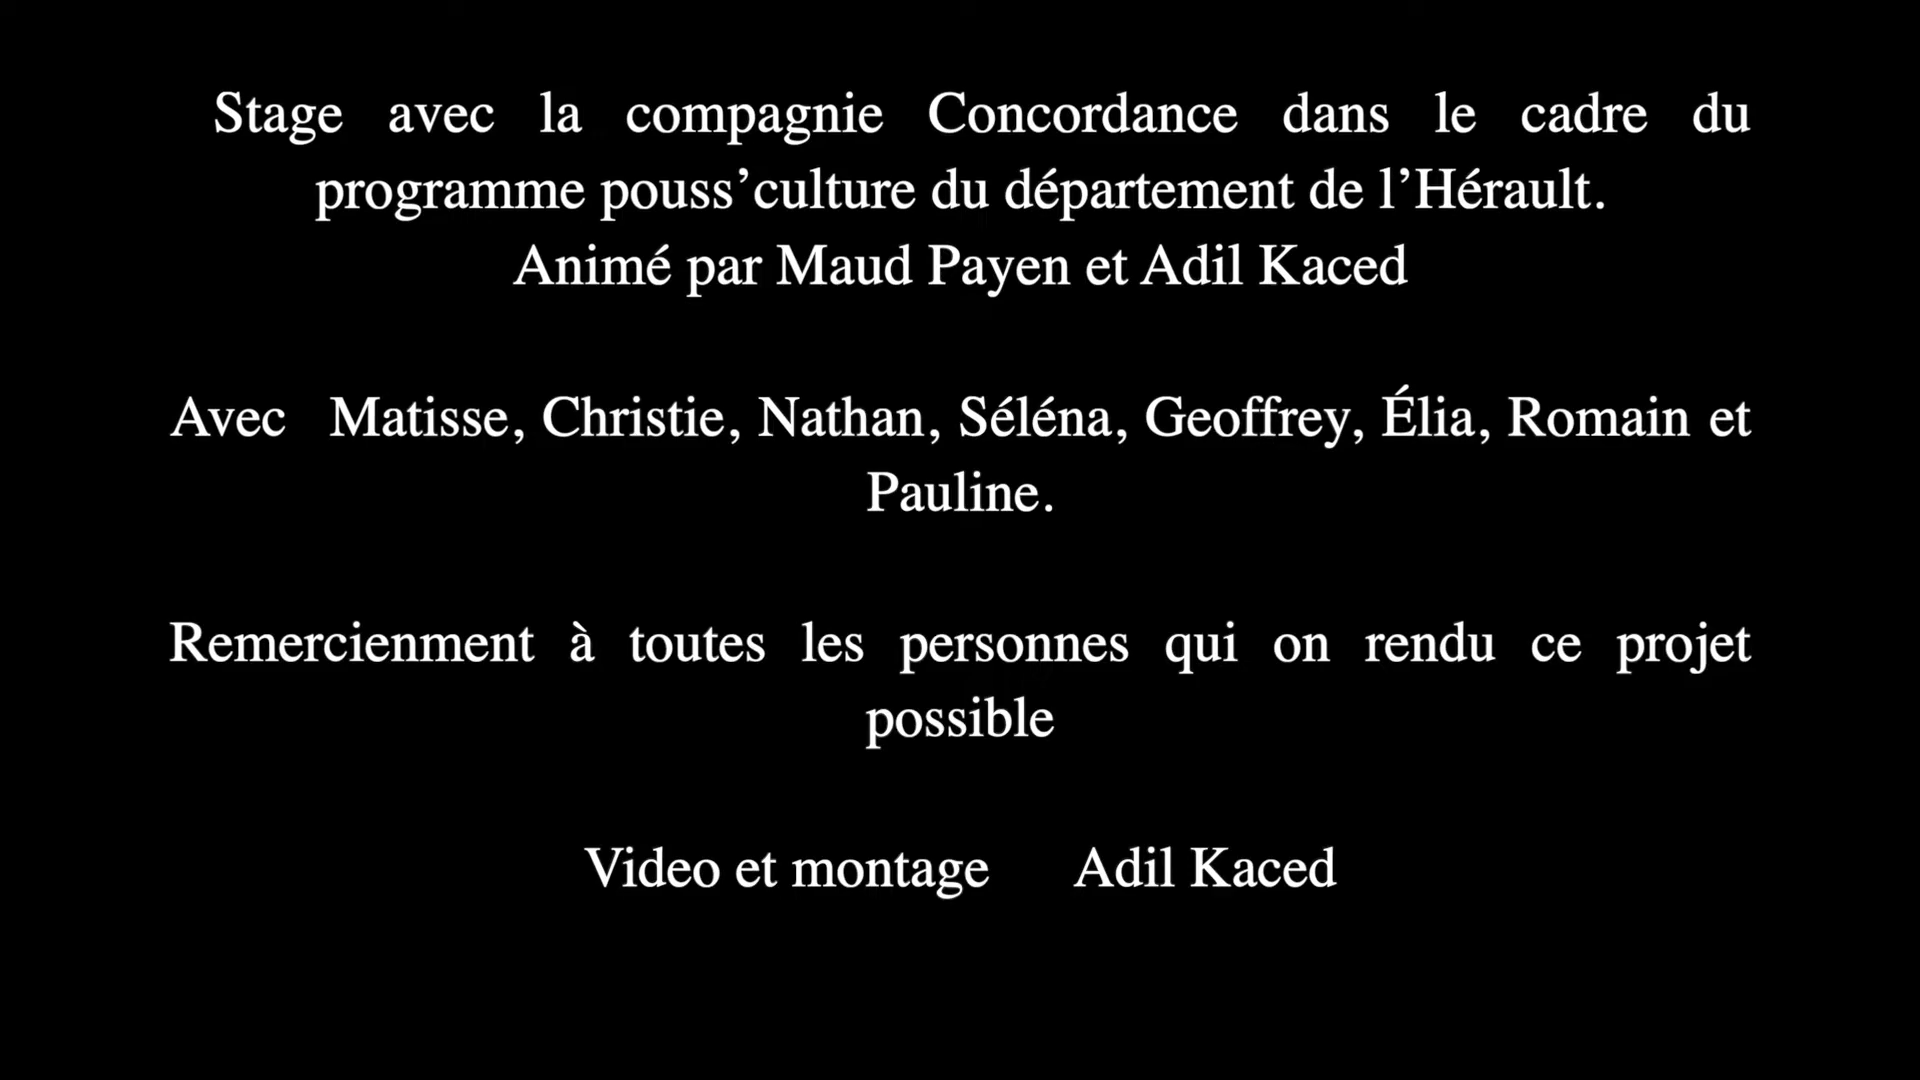 Stage avec la compagnie Concordance dans le cadre du
programme pouss’culture du département de l’Hérault.
Animé par Maud Payen et Adil Kaced
Avec Matisse, Christie, Nathan, Séléna, Geoffrey, Élia, Romain et
Pauline.
Remercienment à toutes les personnes qui on rendu ce projet
possible
Video et montage Adil Kaced